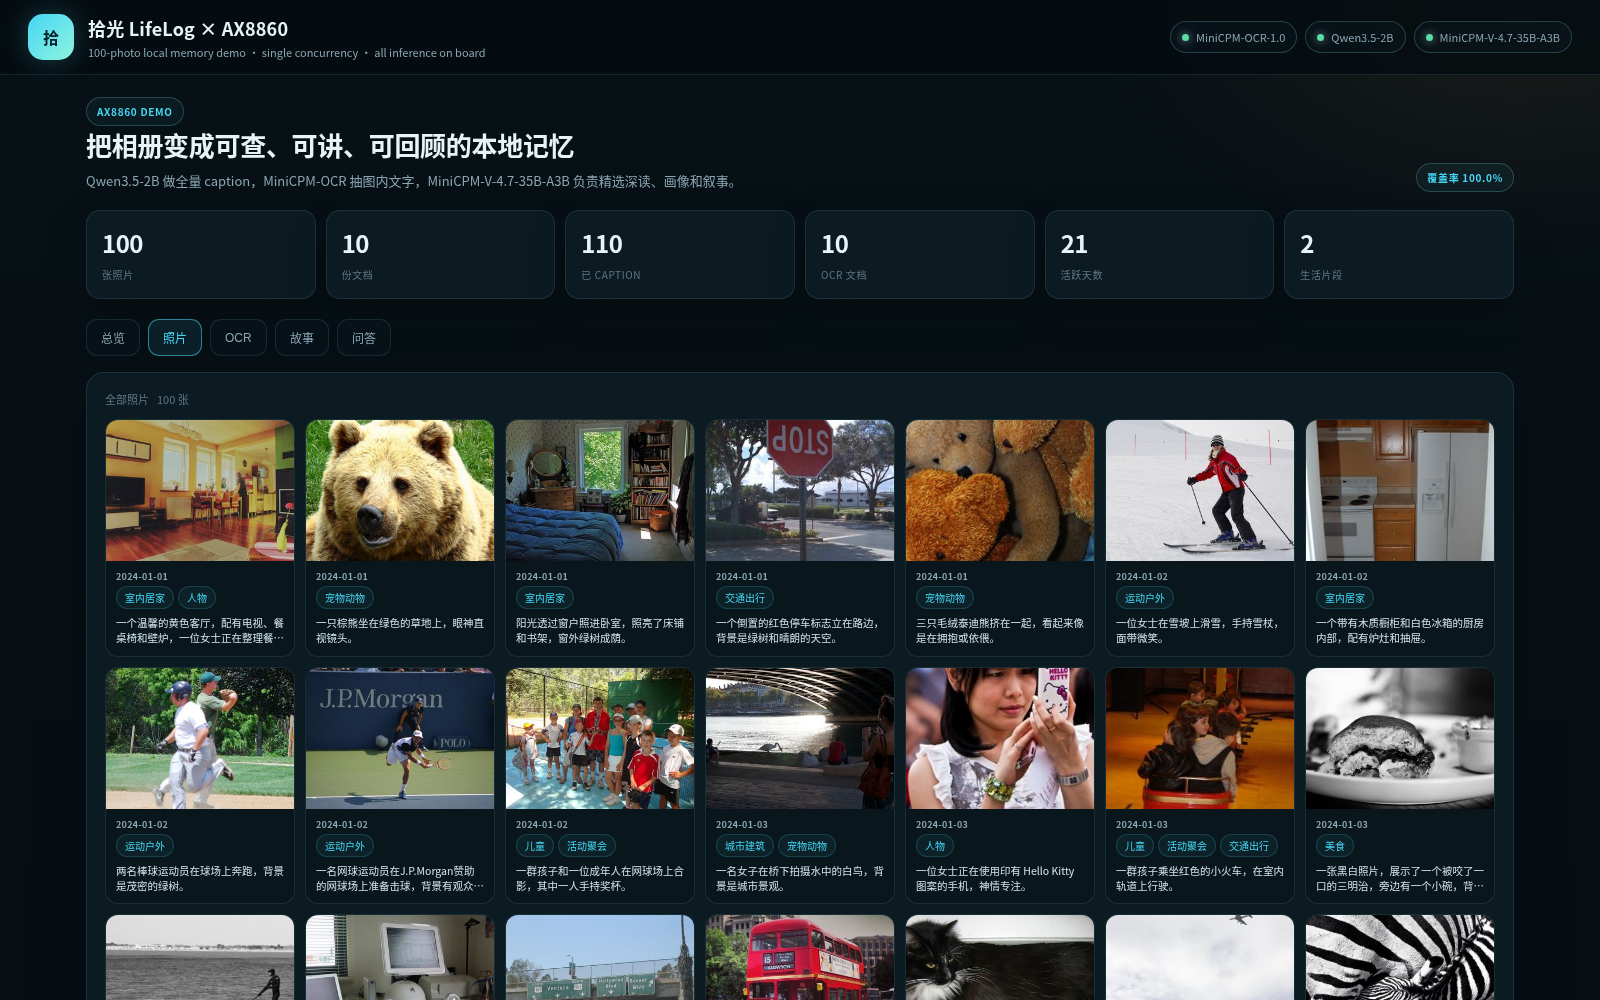 拾
拾光 LifeLog × AX8860
100-photo local memory demo • single concurrency • all inference on board
MiniCPM-OCR-1.0
Qwen3.5-2B
MiniCPM-V-4.7-35B-A3B
AX8860 DEMO
把相册变成可查、可讲、可回顾的本地记忆
Qwen3.5-2B 做全量 caption，MiniCPM-OCR 抽图内文字，MiniCPM-V-4.7-35B-A3B 负责精选深读、画像和叙事。
覆盖率 100.0%
100
张照片
10
份文档
110
已 CAPTION
10
OCR 文档
21
活跃天数
2
生活片段
总览
照片
OCR
故事
问答
全部照片 100 张
STOP
2024-01-01
室内居家
人物
一个温馨的黄色客厅，配有电视、餐
桌椅和壁炉，一位女士正在整理餐…
2024-01-01
宠物动物
一只棕熊坐在绿色的草地上，眼神直
视镜头。
2024-01-01
室内居家
阳光透过窗户照进卧室，照亮了床铺
和书架，窗外绿树成荫。
2024-01-01
交通出行
一个倒置的红色停车标志立在路边，
背景是绿树和晴朗的天空。
2024-01-01
宠物动物
三只毛绒泰迪熊挤在一起，看起来像
是在拥抱或依偎。
2024-01-02
运动户外
一位女士在雪坡上滑雪，手持雪杖，
面带微笑。
2024-01-02
室内居家
一个带有木质橱柜和白色冰箱的厨房
内部，配有炉灶和抽屉。
J.P.Morgan
POLO
HELLO
KITTY
2024-01-02
运动户外
两名棒球运动员在球场上奔跑，背景
是茂密的绿树。
2024-01-02
运动户外
一名网球运动员在J.P.Morgan赞助
的网球场上准备击球，背景有观众…
2024-01-02
儿童
活动聚会
一群孩子和一位成年人在网球场上合
影，其中一人手持奖杯。
2024-01-03
城市建筑
宠物动物
一名女子在桥下拍摄水中的白鸟，背
景是城市景观。
2024-01-03
人物
一位女士正在使用印有 Hello Kitty
图案的手机，神情专注。
2024-01-03
儿童
活动聚会
交通出行
一群孩子乘坐红色的小火车，在室内
轨道上行驶。
2024-01-03
美食
一张黑白照片，展示了一个被咬了一
口的三明治，旁边有一个小碗，背…
Ventura
15